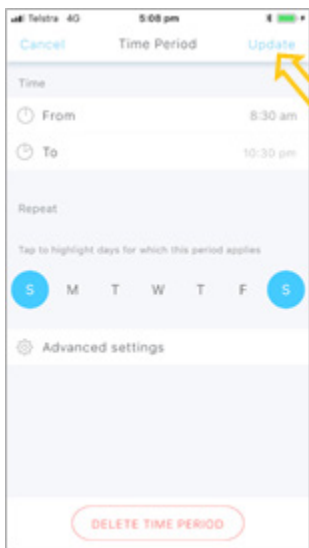 Telstra 4G 5:08 pm
Cancel Time Period Update
Time
From 8:30 am
To 10:30 pm
Repeat
Tap to highlight days for which this period applies
S M T W T F S
Advanced settings
DELETE TIME PERIOD